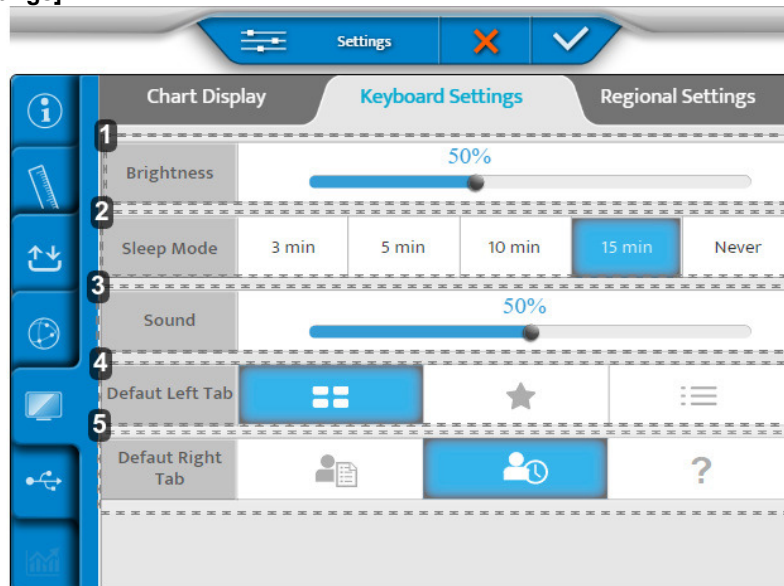 Settings
Chart Display Keyboard Settings Regional Settings
1
50%
Brightness
2
Sleep Mode 3 min 5 min 10 min 15 min Never
3
50%
Sound
4
Defaut Left Tab
5
Defaut Right
Tab ?